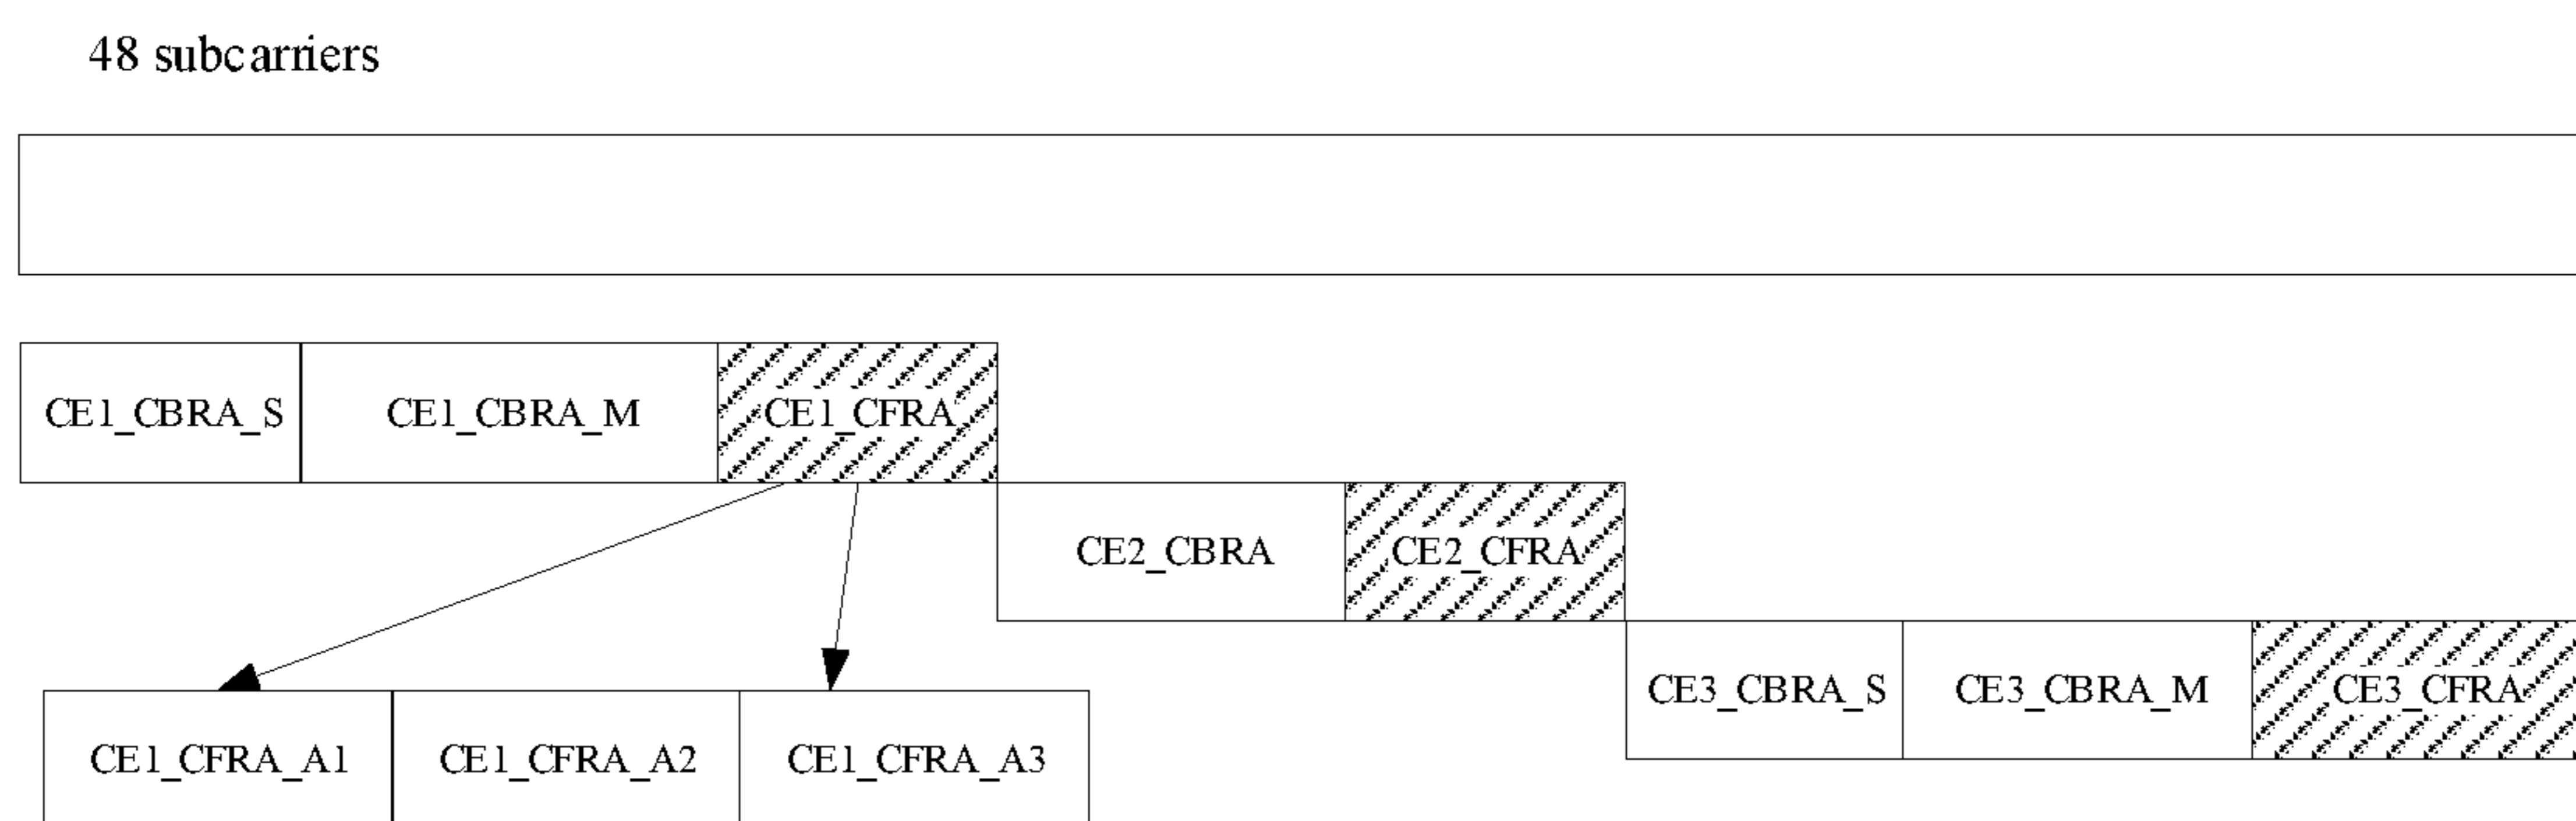 48 subcarriers
CE1_CBRA_S
CE1_CBRA_M
CE1_CFRA
CE2_CBRA
CE2_CFRA
CE3_CBRA_S
CE3_CBRA_M
CE3_CFRA
CE1_CFRA_A1
CE1_CFRA_A2
CE1_CFRA_A3